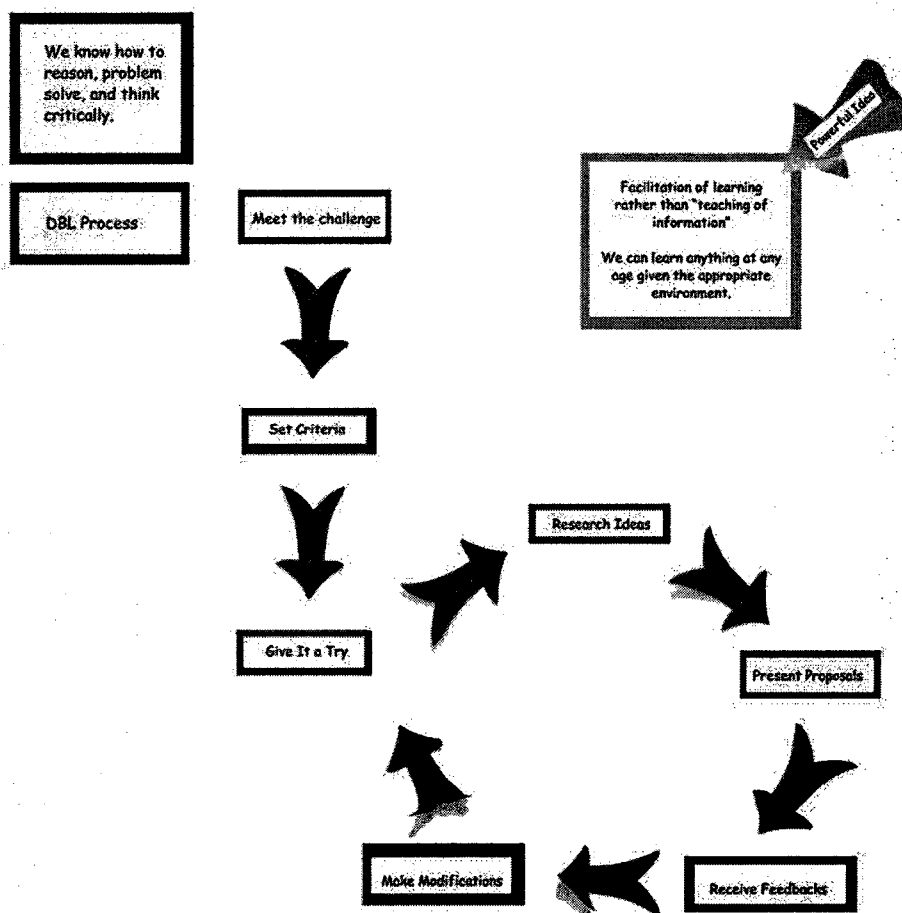 We know how to
reason, problem
solve, and think
critically.
DBL Process
Meet the challenge
Powerful Idea
Facilitation of learning
rather than "teaching of
information"
We can learn anything at any
age given the appropriate
environment.
Set Criteria
Research Ideas
Give It a Try
Present Proposals
Make Modifications
Receive Feedbacks